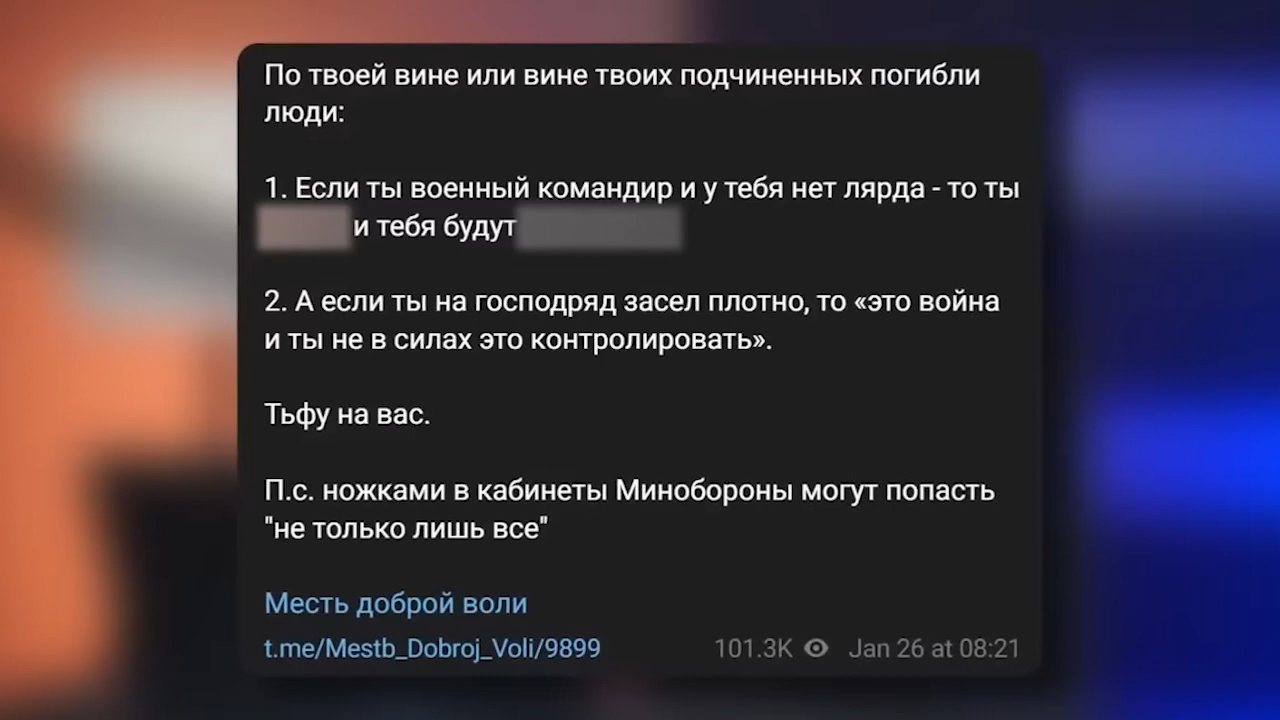 По твоей вине или вине твоих подчиненных погибли
люди:
1. Если ты военный командир и у тебя нет лярда - то ты
и тебя будут
2. А если ты на господряд засел плотно, то «это война
и ты не в силах это контролировать».
Тьфу на вас.
П.с. ножками в кабинеты Минобороны могут попасть
"не только лишь все"
Месть доброй воли
t.me/Mestb_Dobroj_Voli/9899 101.3K Jan 26 at 08:21